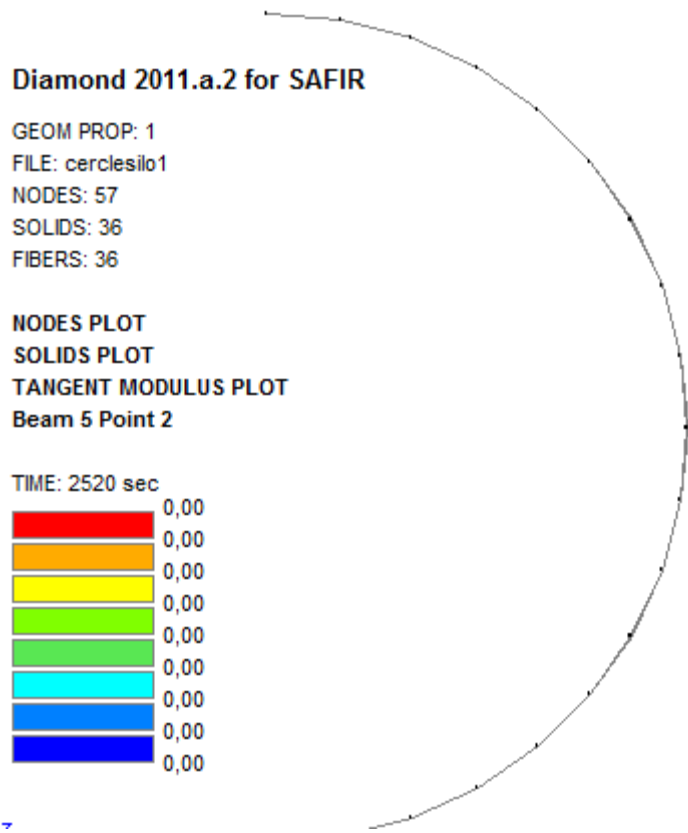 Diamond 2011.a.2 for SAFIR
GEOM PROP: 1
FILE: cerclesilo1
NODES: 57
SOLIDS: 36
FIBERS: 36
NODES PLOT
SOLIDS PLOT
TANGENT MODULUS PLOT
Beam 5 Point 2
TIME: 2520 sec
0,00
0,00
0,00
0,00
0,00
0,00
0,00
0,00
0,00